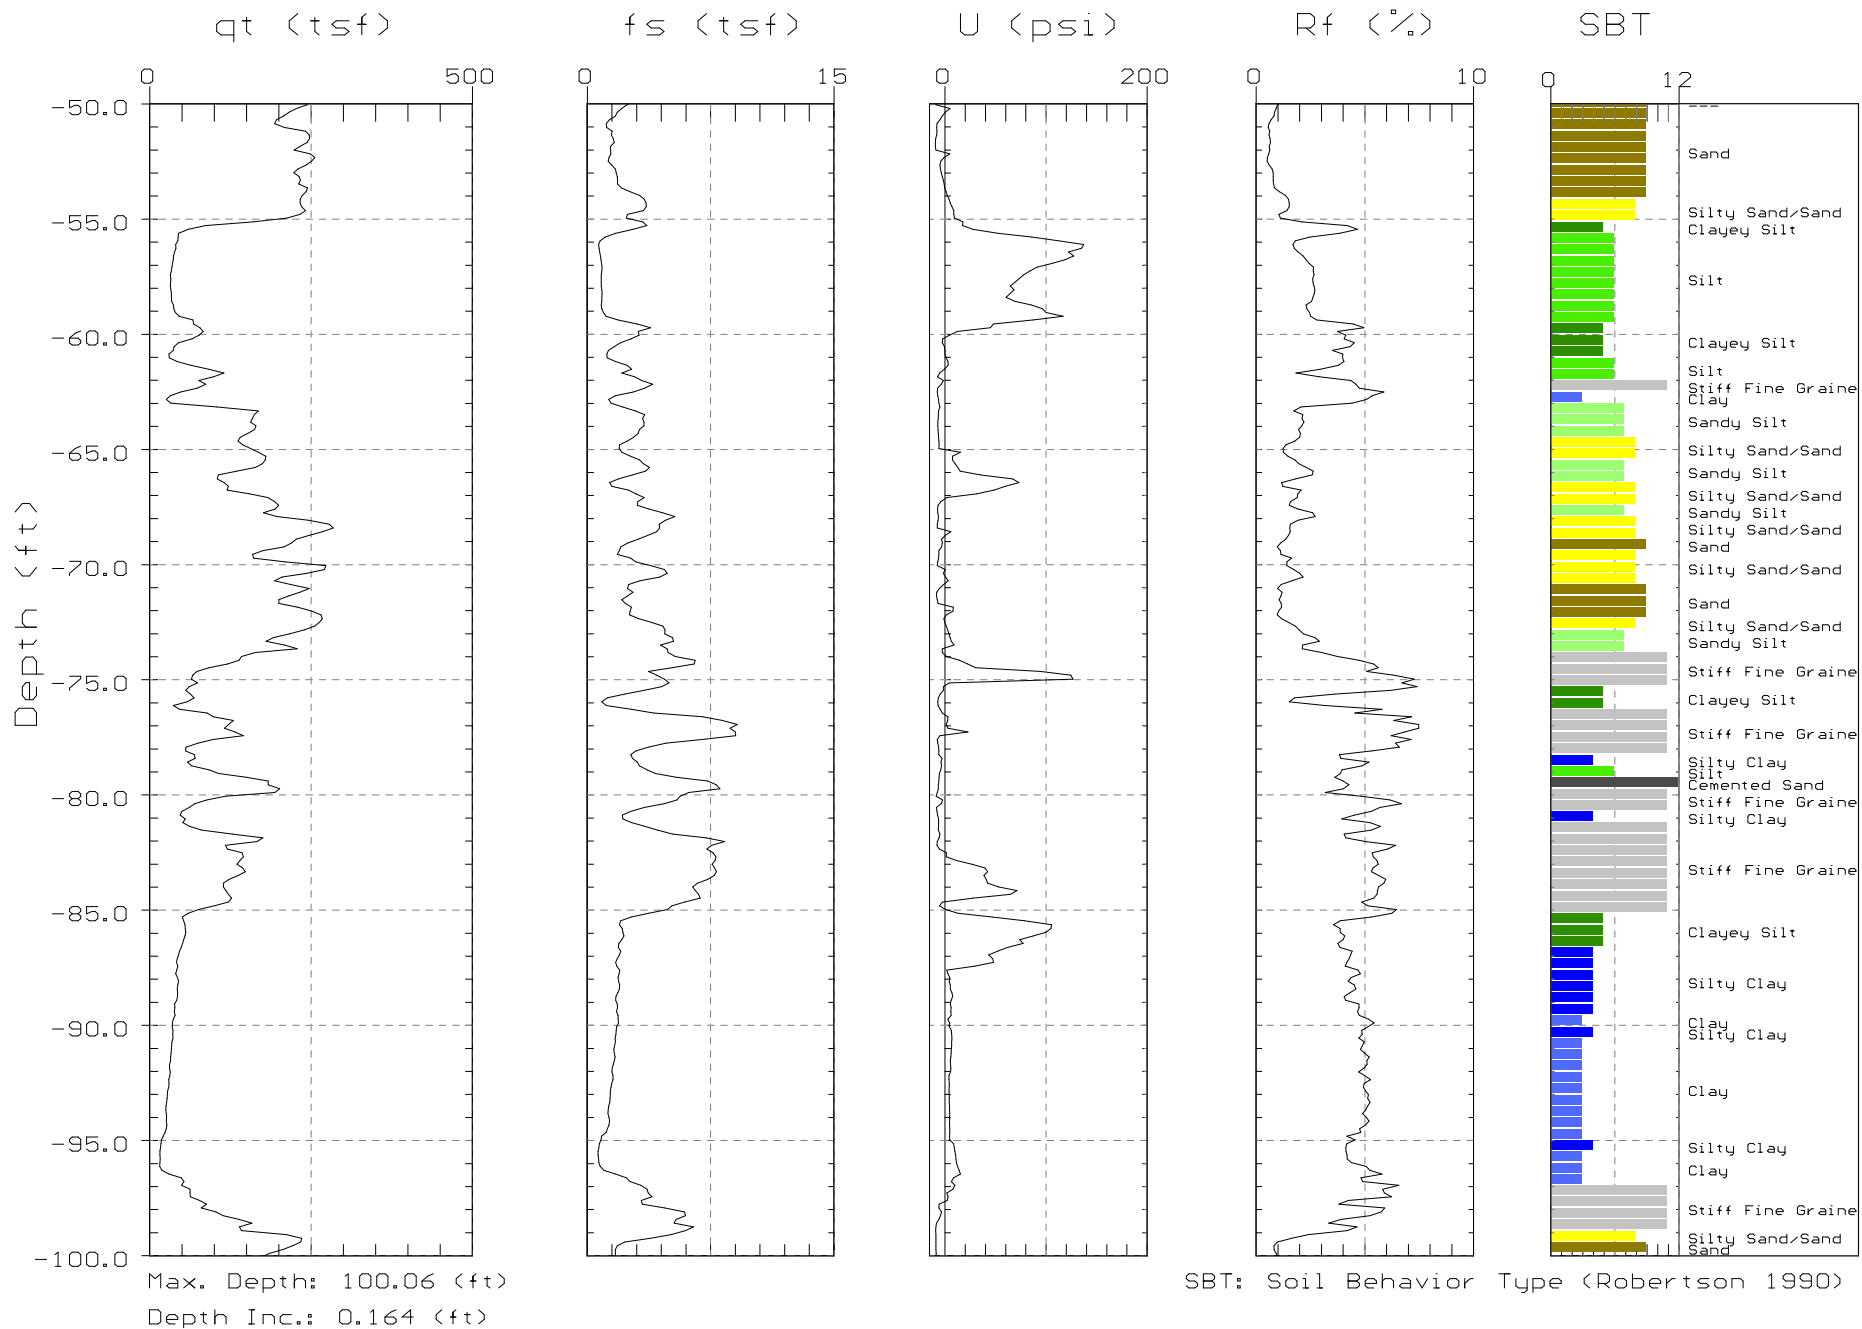 qt (tsf) fs (tsf) U (psi) Rf (%) SBT
0 500 0 15 0 200 0 10 0 12
-50.0 ---
Sand
Silty Sand/Sand
-55.0
Clayey Silt
Silt
-60.0
Clayey Silt
Silt
Stiff Fine Graine
Clay
Sandy Silt
-65.0 Silty Sand/Sand
Sandy Silt
Silty Sand/Sand
Sandy Silt
Silty Sand/Sand
Sand
-70.0 Silty Sand/Sand
Sand
Silty Sand/Sand
Sandy Silt
Depth (ft)
Stiff Fine Graine
-75.0
Clayey Silt
Stiff Fine Graine
Silty Clay
Silt
Cemented Sand
-80.0 Stiff Fine Graine
Silty Clay
Stiff Fine Graine
-85.0
Clayey Silt
Silty Clay
-90.0 Clay
Silty Clay
Clay
-95.0 Silty Clay
Clay
Stiff Fine Graine
Silty Sand/Sand
-100.0 Sand
Max. Depth: 100.06 (ft) SBT: Soil Behavior Type (Robertson 1990)
Depth Inc.: 0.164 (ft)